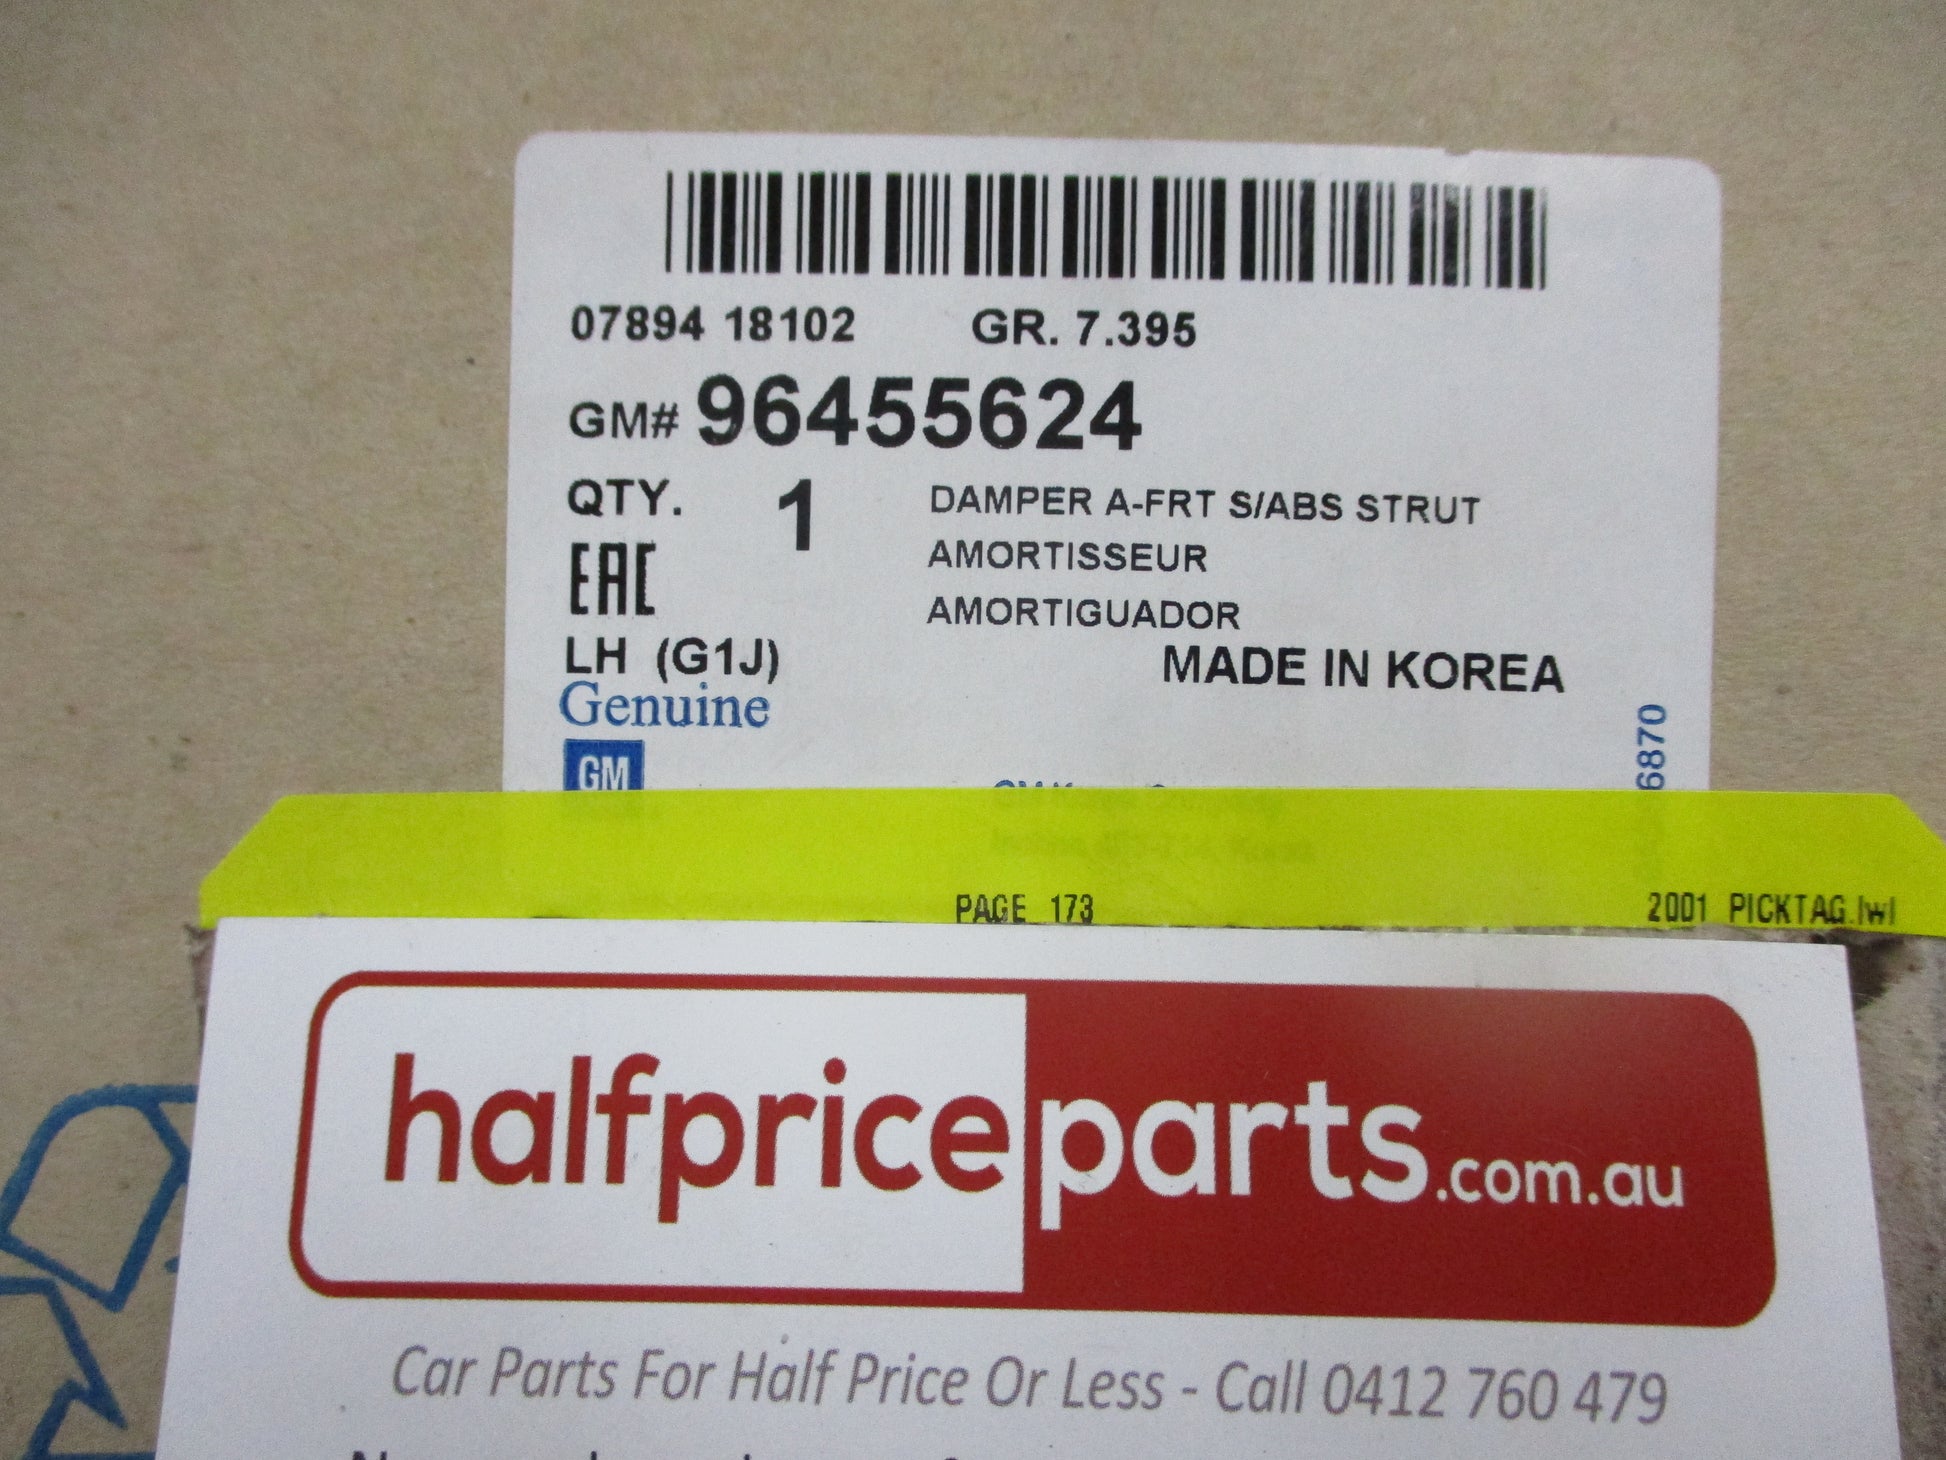 07894 18102 GR. 7.395
GM# 96455624
QTY. 1 DAMPER A-FRT S/ABS STRUT
EAC AMORTISSEUR
AMORTIGUADOR
LH (G1J) MADE IN KOREA
Genuine
GM
6870
PAGE 173 2001 PICKTAG.lwl
halfpriceparts.com.au
Car Parts For Half Price Or Less - Call 0412 760 479